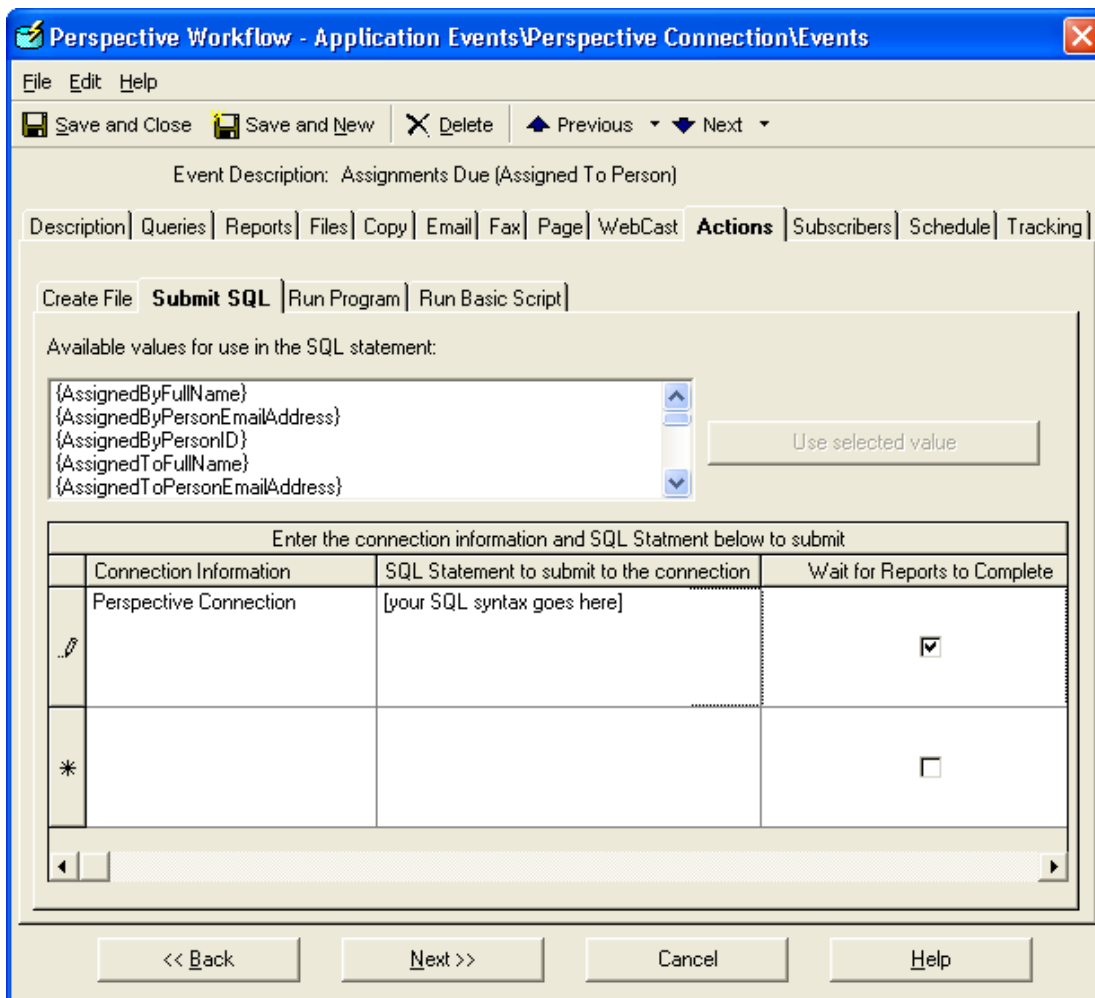 Perspective Workflow - Application Events\Perspective Connection\Events
File Edit Help
Save and Close Save and New Delete Previous Next
Event Description: Assignments Due (Assigned To Person)
Description Queries Reports Files Copy Email Fax Page WebCast Actions Subscribers Schedule Tracking
Create File Submit SQL Run Program Run Basic Script
Available values for use in the SQL statement:
{AssignedByFullName}
{AssignedByPersonEmailAddress}
{AssignedByPersonID}
{AssignedToFullName}
{AssignedToPersonEmailAddress}
Use selected value
Enter the connection information and SQL Statment below to submit
Connection Information SQL Statement to submit to the connection Wait for Reports to Complete
Perspective Connection [your SQL syntax goes here]
<< Back Next >> Cancel Help